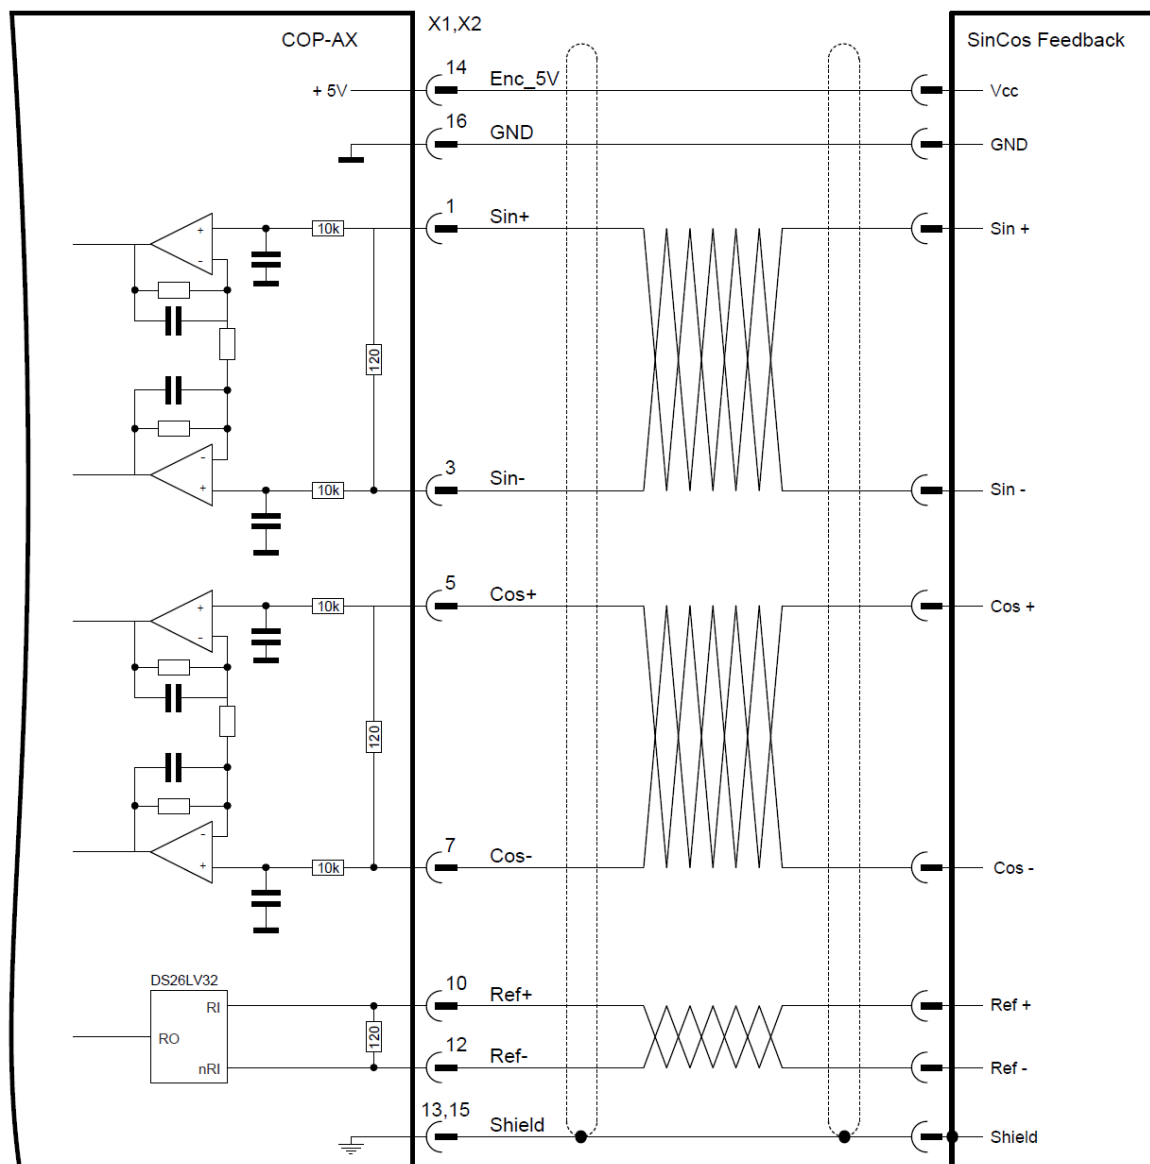 COP-AX
X1,X2
SinCos Feedback
+ 5V
14
Enc_5V
Vcc
16
GND
GND
+
-
10k
1
Sin+
Sin +
120
-
+
10k
3
Sin-
Sin -
+
-
10k
5
Cos+
Cos +
120
-
+
10k
7
Cos-
Cos -
DS26LV32
RI
RO
nRI
120
10
Ref+
Ref +
12
Ref-
Ref -
13,15
Shield
Shield